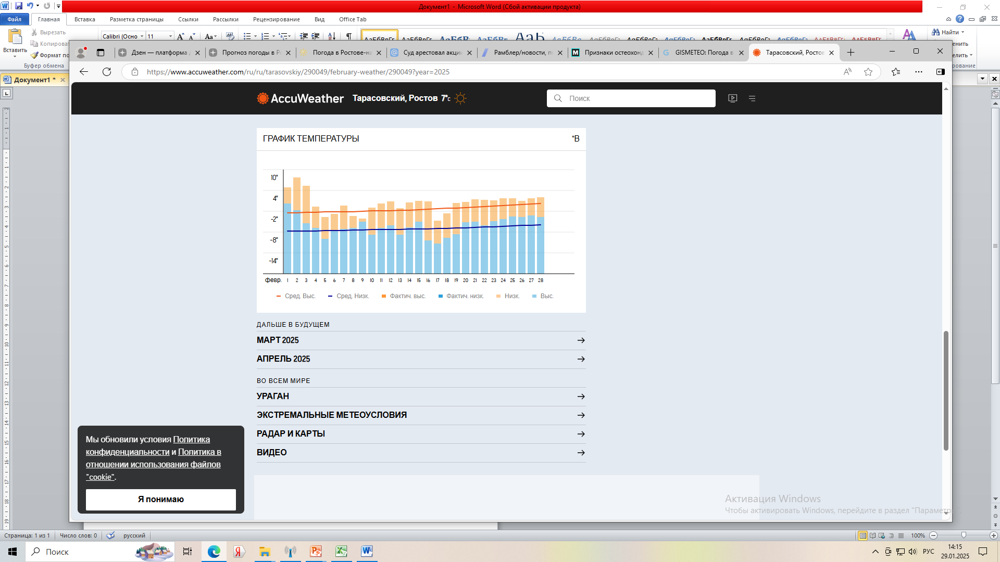 Документ1 - Microsoft Word (Сбой активации продукта)
Файл Главная Вставка Разметка страницы Ссылки Рассылки Рецензирование Вид Office Tab
Вставить
Вырезать
Копировать
Формат по
Буфер обмена
Calibri (Осно 11
Найти
Документ1 *
Дзен — платформа Прогноз погоды в Ро Погода в Ростове-на Суд арестовал акци Рамблер/новости, по Признаки остеохонд GISMETEO: Погода в Тарасовский, Ростов
https://www.accuweather.com/ru/ru/tarasovskiy/290049/february-weather/290049?year=2025
AccuWeather Тарасовский, Ростов 7°C Поиск
ГРАФИК ТЕМПЕРАТУРЫ °В
10°
4°
-2°
-8°
-14°
февр. 1 2 3 4 5 6 7 8 9 10 11 12 13 14 15 16 17 18 19 20 21 22 23 24 25 26 27 28
Сред. Выс. Сред. Низк. Фактич. выс. Фактич. низк. Низк. Выс.
ДАЛЬШЕ В БУДУЩЕМ
МАРТ 2025
АПРЕЛЬ 2025
ВО ВСЕМ МИРЕ
УРАГАН
ЭКСТРЕМАЛЬНЫЕ МЕТЕОУСЛОВИЯ
РАДАР И КАРТЫ
ВИДЕО
Мы обновили условия Политика
конфиденциальности и Политика в
отношении использования файлов
"cookie".
Я понимаю
Активация Windows
Чтобы активировать Windows, перейдите в раздел "Параметры".
Страница: 1 из 1 Число слов: 0 русский 100%
Поиск РУС 14:15
29.01.2025